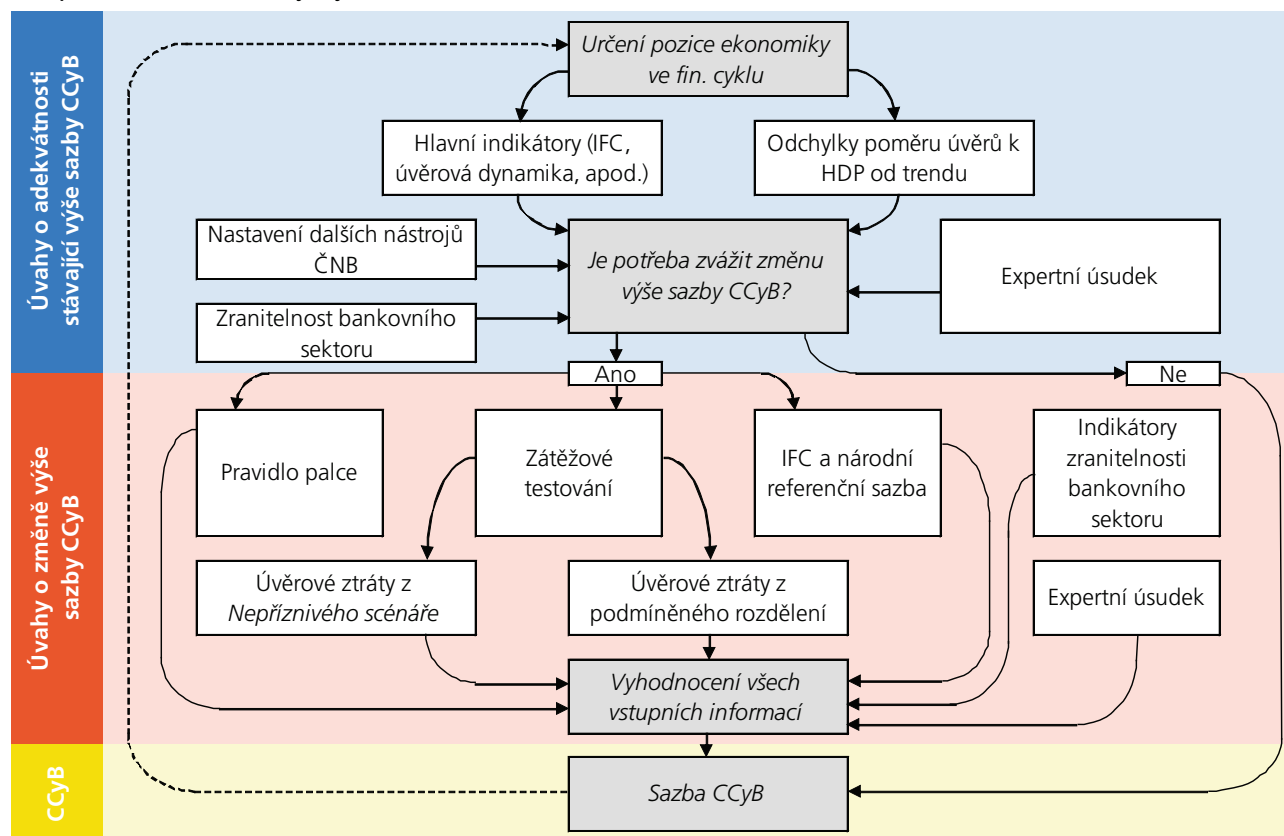 Určení pozice ekonomiky
ve fin. cyklu
Úvahy o adekvátnosti
stávající výše sazby CCyB
Hlavní indikátory (IFC,
úvěrová dynamika, apod.)
Odchylky poměru úvěrů k
HDP od trendu
Nastavení dalších nástrojů
ČNB
Je potřeba zvážit změnu
výše sazby CCyB?
Expertní úsudek
Zranitelnost bankovního
sektoru
Ano
Ne
Úvahy o změně výše
sazby CCyB
Pravidlo palce
Zátěžové
testování
IFC a národní
referenční sazba
Indikátory
zranitelnosti
bankovního
sektoru
Úvěrové ztráty z
Nepříznivého scénáře
Úvěrové ztráty z
podmíněného rozdělení
Expertní úsudek
Vyhodnocení všech
vstupních informací
CCyB
Sazba CCyB